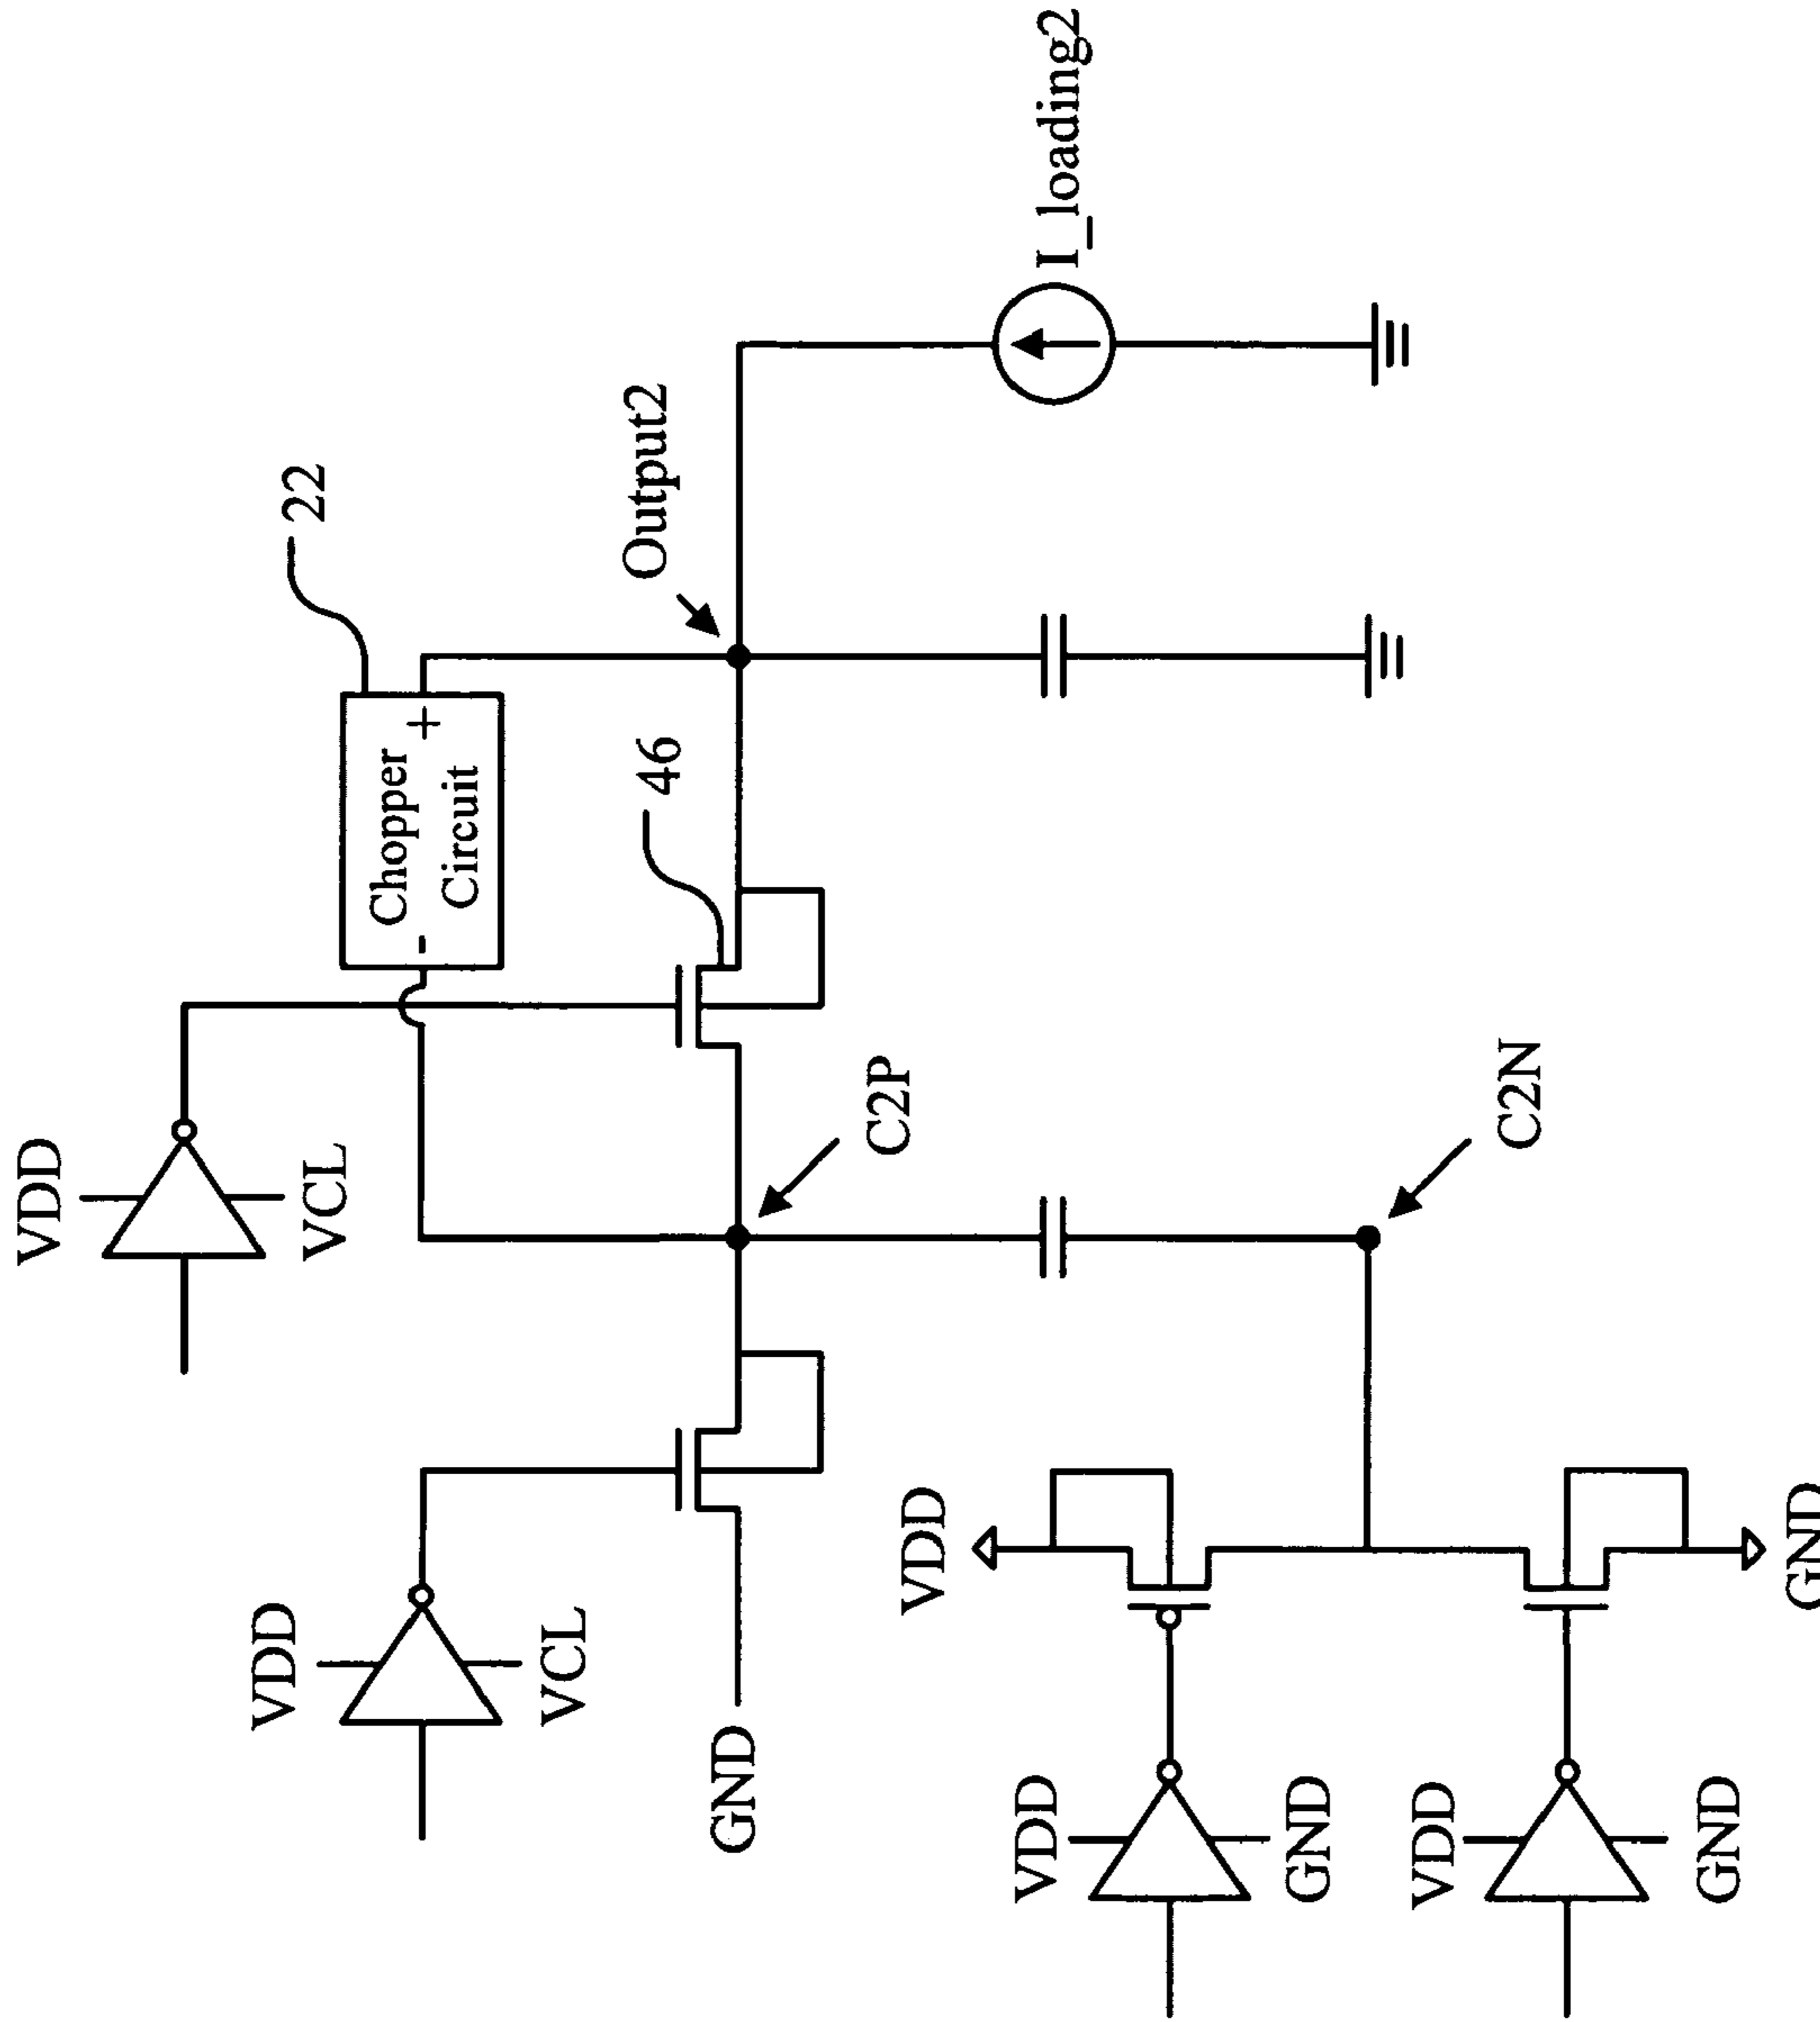 VDD
VCL
VDD
VCL
GND
Chopper
Circuit
-
+
22
46
Output2
C2P
C2N
I_loading2
VDD
GND
VDD
GND
VDD
GND